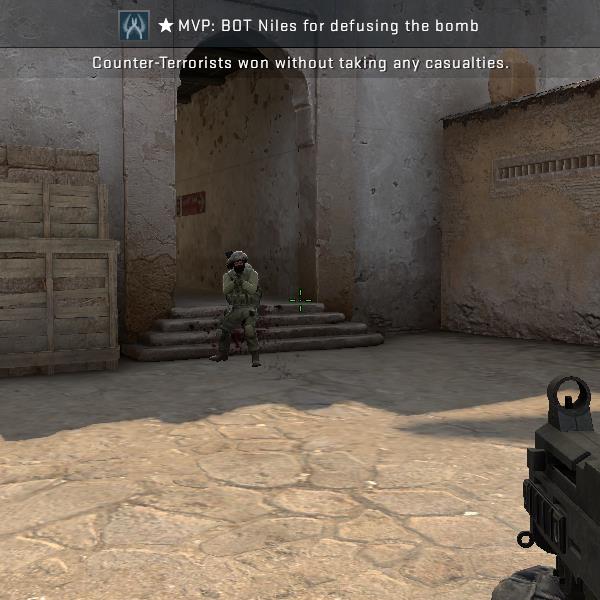 ★MVP: BOT Niles for defusing the bomb
Counter-Terrorists won without taking any casualties.